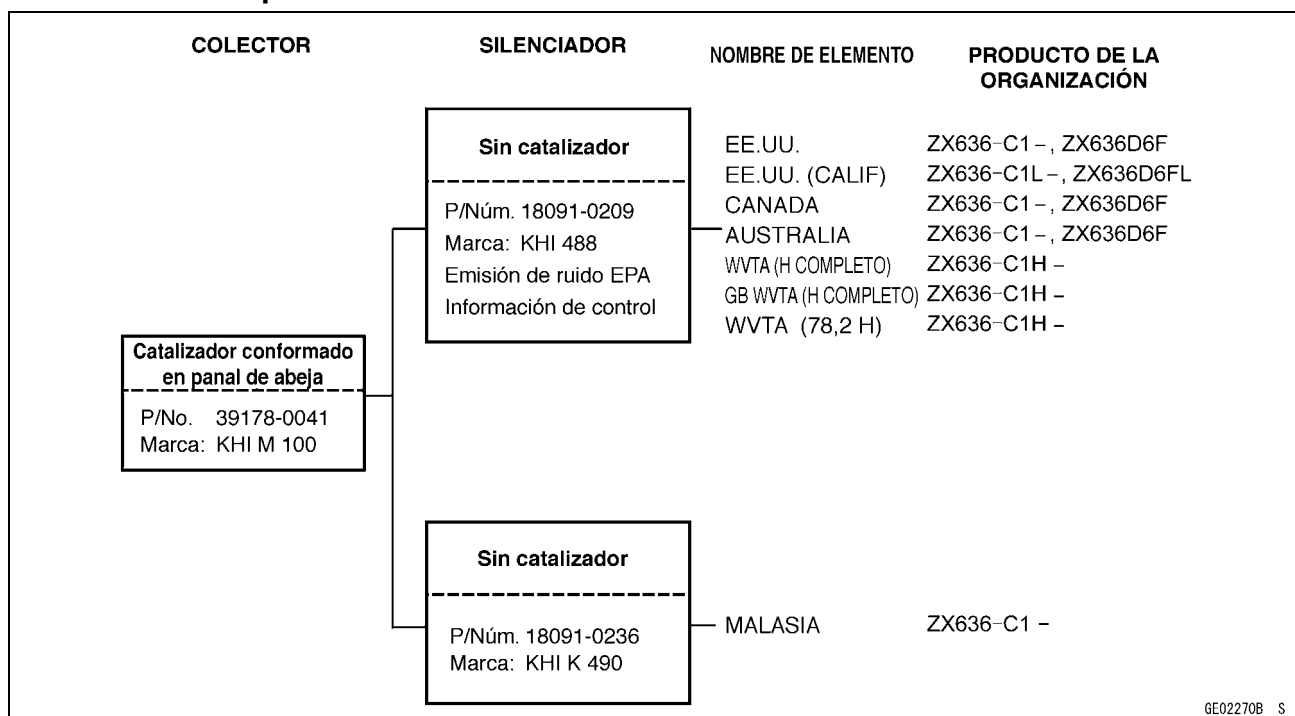 COLECTOR
SILENCIADOR
NOMBRE DE ELEMENTO
PRODUCTO DE LA
ORGANIZACIÓN
Catalizador conformado
en panal de abeja
P/No. 39178-0041
Marca: KHI M 100
Sin catalizador
P/Núm. 18091-0209
Marca: KHI 488
Emisión de ruido EPA
Información de control
EE.UU. ZX636-C1 –, ZX636D6F
EE.UU. (CALIF) ZX636-C1L –, ZX636D6FL
CANADA ZX636-C1 –, ZX636D6F
AUSTRALIA ZX636-C1 –, ZX636D6F
WVTA (H COMPLETO) ZX636-C1H –
GB WVTA (H COMPLETO) ZX636-C1H –
WVTA (78,2 H) ZX636-C1H –
Sin catalizador
P/Núm. 18091-0236
Marca: KHI K 490
MALASIA ZX636-C1 –
GE02270B S